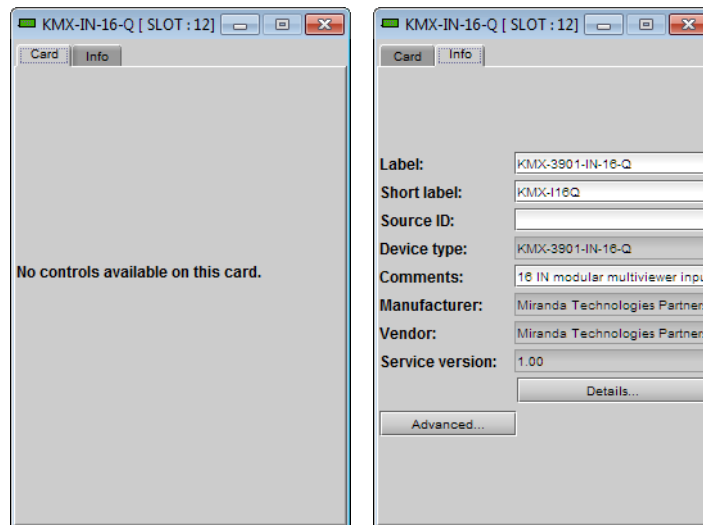 KMX-IN-16-Q [ SLOT : 12]
Card Info
No controls available on this card.
KMX-IN-16-Q [ SLOT : 12]
Card Info
Label: KMX-3901-IN-16-Q
Short label: KMX-I16Q
Source ID:
Device type: KMX-3901-IN-16-Q
Comments: 16 IN modular multiviewer inpu
Manufacturer: Miranda Technologies Partner
Vendor: Miranda Technologies Partner
Service version: 1.00
Details...
Advanced...